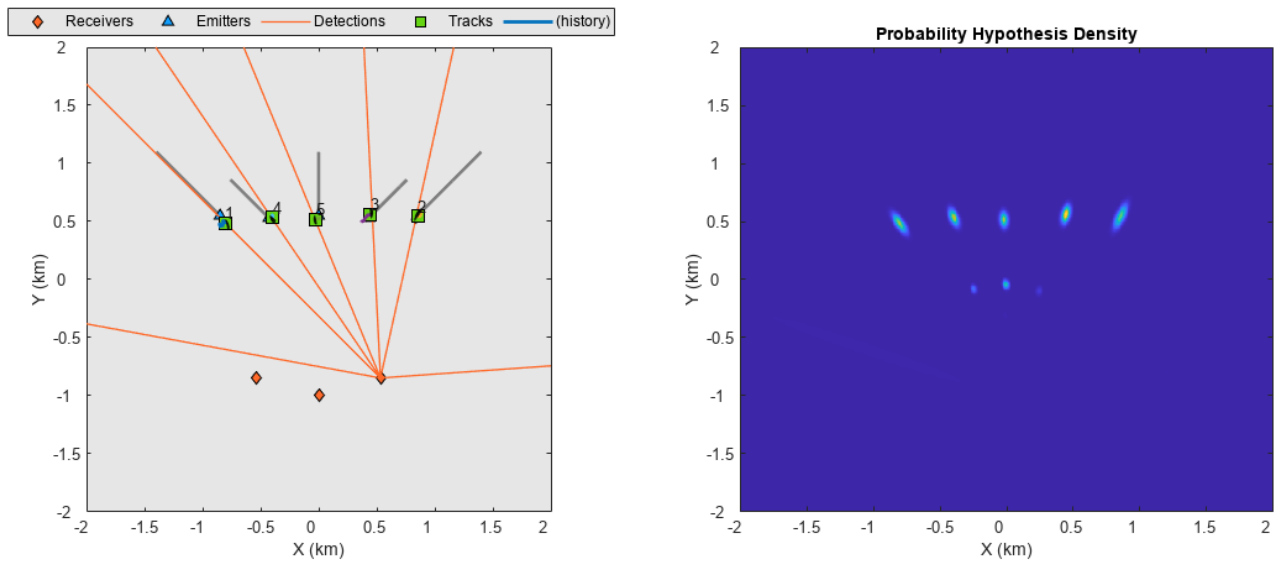 Receivers Emitters Detections Tracks (history)
2
1.5
1
0.5
0
-0.5
-1
-1.5
-2
Y (km)
1 4 5 3 2
-2 -1.5 -1 -0.5 0 0.5 1 1.5 2
X (km)
Probability Hypothesis Density
2
1.5
1
0.5
0
-0.5
-1
-1.5
-2
Y (km)
-2 -1.5 -1 -0.5 0 0.5 1 1.5 2
X (km)